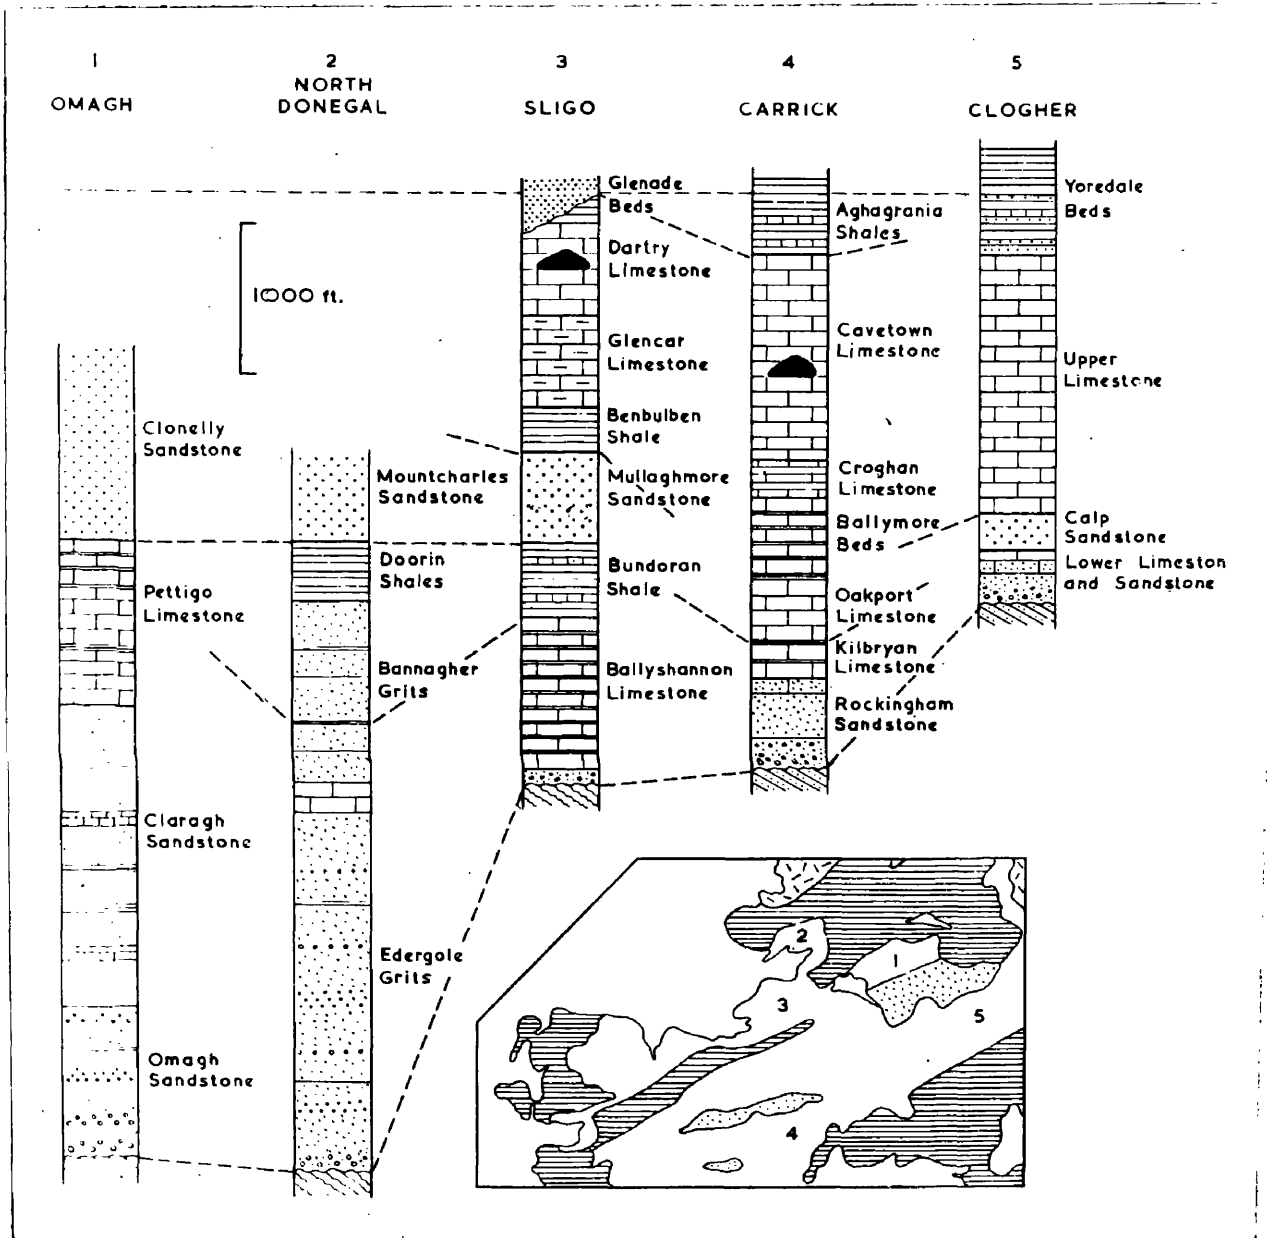 1
OMAGH
2
NORTH
DONEGAL
3
SLIGO
4
CARRICK
5
CLOGHER
1000 ft.
Clonelly
Sandstone
Pettigo
Limestone
Claragh
Sandstone
Omagh
Sandstone
Mountcharles
Sandstone
Doorin
Shales
Bannagher
Grits
Edergole
Grits
Glenade
Beds
Dartry
Limestone
Glencar
Limestone
Benbulben
Shale
Mullaghmore
Sandstone
Bundoran
Shale
Ballyshannon
Limestone
Aghagrania
Shales
Cavetown
Limestone
Croghan
Limestone
Ballymore
Beds
Oakport
Limestone
Kilbryan
Limestone
Rockingham
Sandstone
Yoredale
Beds
Upper
Limestone
Calp
Sandstone
Lower Limeston
and Sandstone
2
1
3
5
4